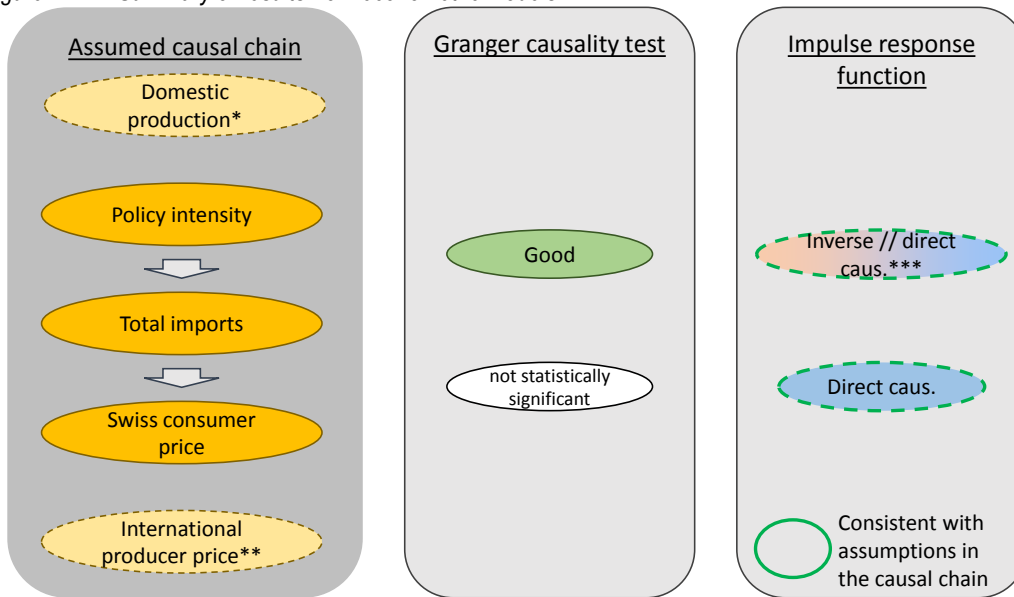 Assumed causal chain
Domestic
production*
Policy intensity
Total imports
Swiss consumer
price
International
producer price**
Granger causality test
Good
not statistically
significant
Impulse response
function
Inverse // direct
caus.***
Direct caus.
Consistent with
assumptions in
the causal chain